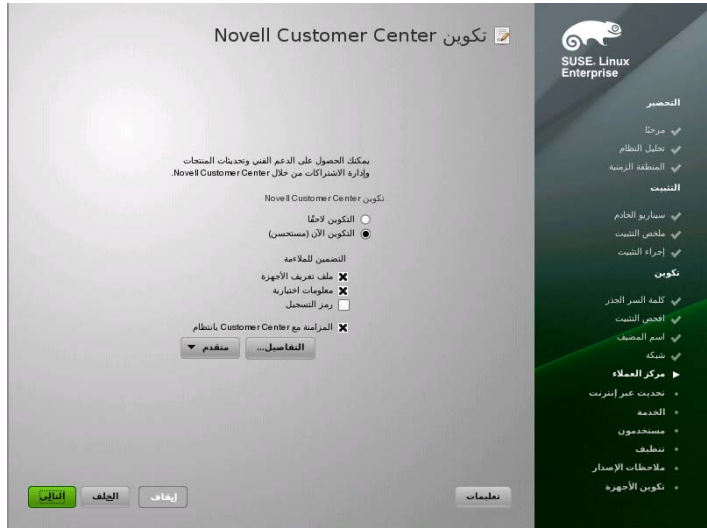 تكوين Novell Customer Center
SUSE. Linux
Enterprise
التحضير
مرحبًا
تحليل النظام
المنطقة الزمنية
التثبيت
سيناريو الخادم
ملخص التثبيت
إجراء التثبيت
تكوين
كلمة السر الجذر
افحص التثبيت
اسم المضيف
شبكة
مركز العملاء
تحديث عبر إنترنت
الخدمة
مستخدمون
تنظيف
ملاحظات الإصدار
تكوين الأجهزة
يمكنك الحصول على الدعم الفني وتحديثات المنتجات
وإدارة الاشتراكات من خلال Novell Customer Center.
تكوين Novell Customer Center
التكوين لاحقًا
التكوين الآن (مستحسن)
التضمين للملاءمة
ملف تعريف الأجهزة
معلومات اختيارية
رمز التسجيل
المزامنة مع Customer Center بانتظام
التفاصيل...
متقدم
تعليمات
إيقاف
الخلف
التالي